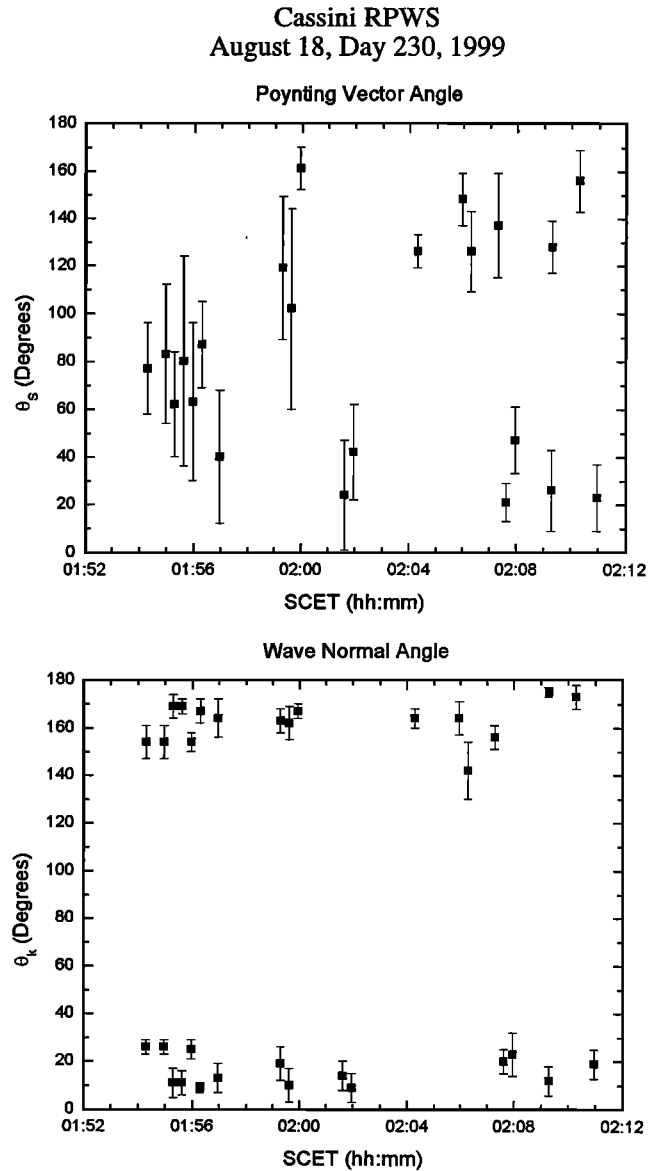 Cassini RPWS
August 18, Day 230, 1999
Poynting Vector Angle
180
160
140
120
100
80
60
40
20
0
θS (Degrees)
01:52 01:56 02:00 02:04 02:08 02:12
SCET (hh:mm)
Wave Normal Angle
180
160
140
120
100
80
60
40
20
0
θk (Degrees)
01:52 01:56 02:00 02:04 02:08 02:12
SCET (hh:mm)